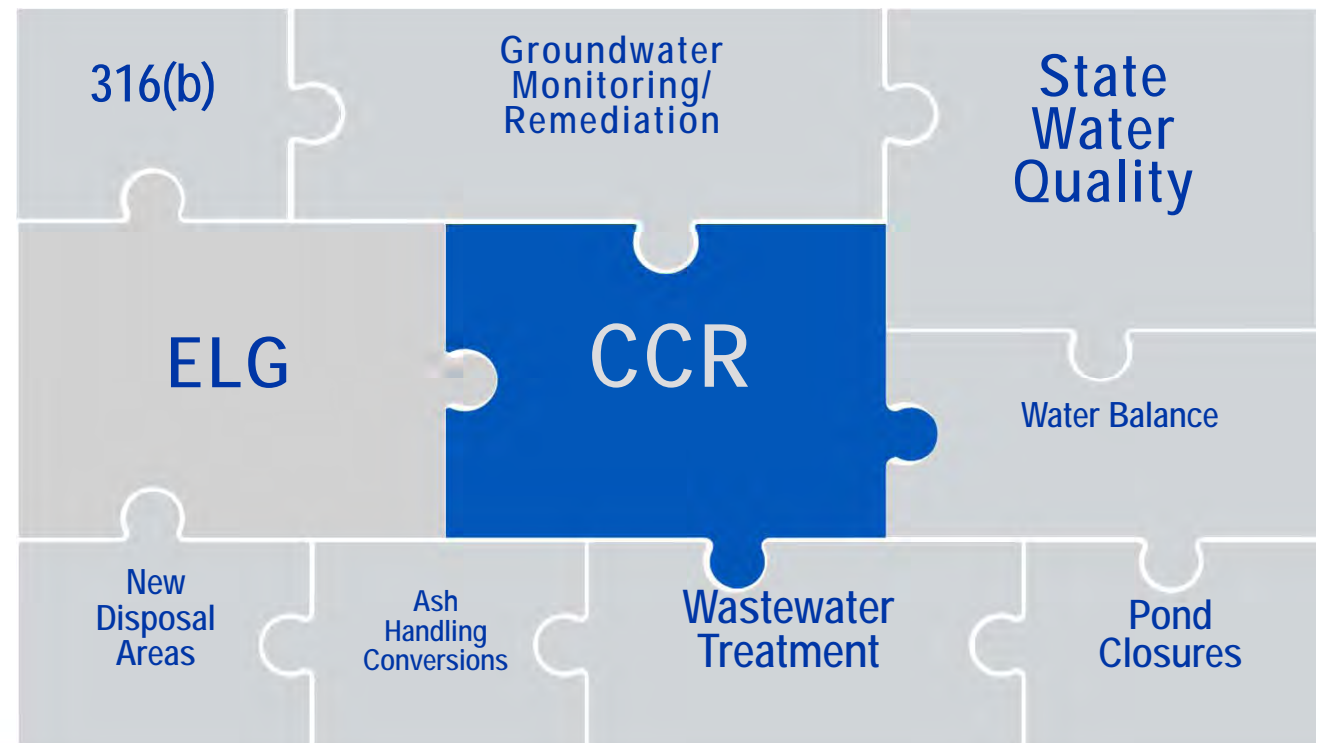 316(b)
Groundwater
Monitoring/
Remediation
State
Water
Quality
ELG
CCR
Water Balance
New
Disposal
Areas
Ash
Handling
Conversions
Wastewater
Treatment
Pond
Closures